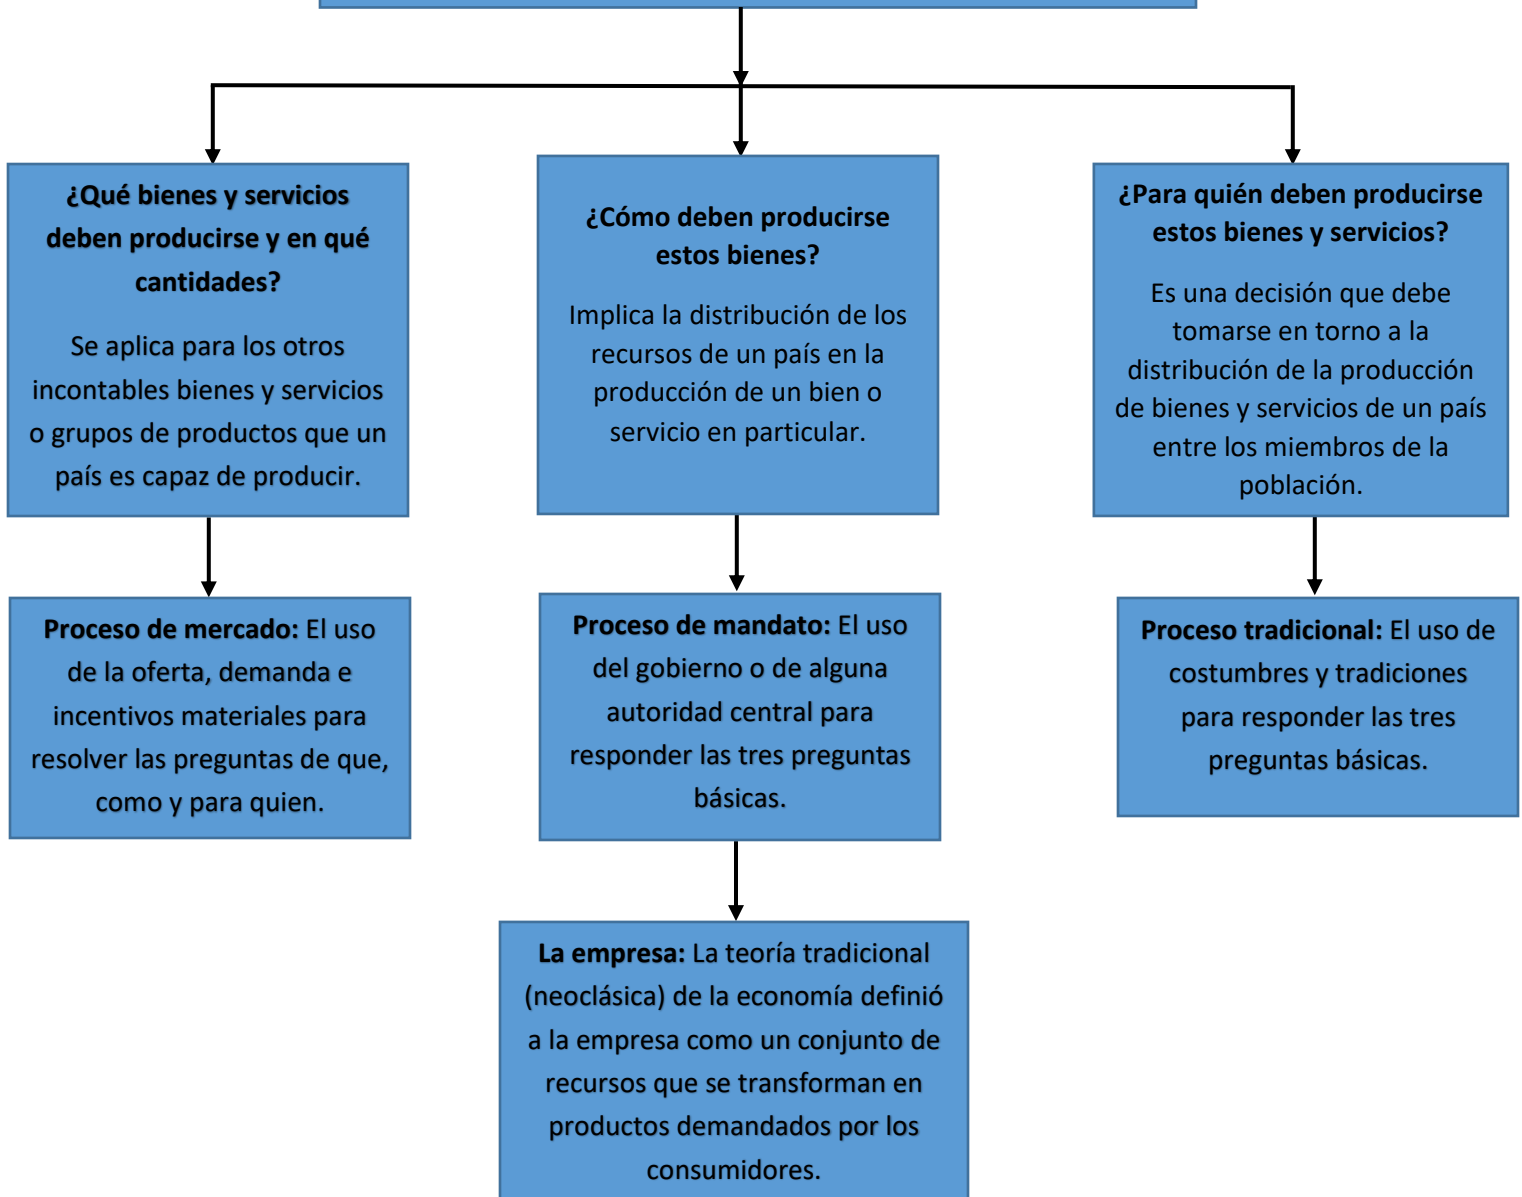 ¿Qué bienes y servicios
deben producirse y en qué
cantidades?
Se aplica para los otros
incontables bienes y servicios
o grupos de productos que un
país es capaz de producir.
¿Cómo deben producirse
estos bienes?
Implica la distribución de los
recursos de un país en la
producción de un bien o
servicio en particular.
¿Para quién deben producirse
estos bienes y servicios?
Es una decisión que debe
tomarse en torno a la
distribución de la producción
de bienes y servicios de un país
entre los miembros de la
población.
Proceso de mercado: El uso
de la oferta, demanda e
incentivos materiales para
resolver las preguntas de que,
como y para quien.
Proceso de mandato: El uso
del gobierno o de alguna
autoridad central para
responder las tres preguntas
básicas.
Proceso tradicional: El uso de
costumbres y tradiciones
para responder las tres
preguntas básicas.
La empresa: La teoría tradicional
(neoclásica) de la economía definió
a la empresa como un conjunto de
recursos que se transforman en
productos demandados por los
consumidores.